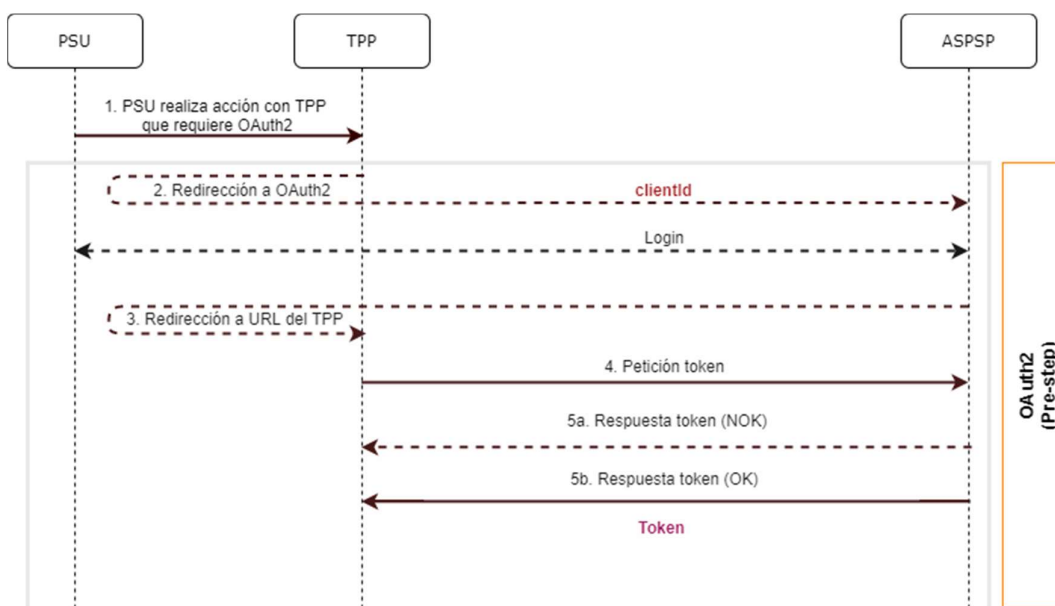 PSU
TPP
ASPSP
1. PSU realiza acción con TPP
que requiere OAuth2
2. Redirección a OAuth2
clientId
Login
3. Redirección a URL del TPP
4. Petición token
5a. Respuesta token (NOK)
5b. Respuesta token (OK)
Token
OAuth2
(Pre-step)